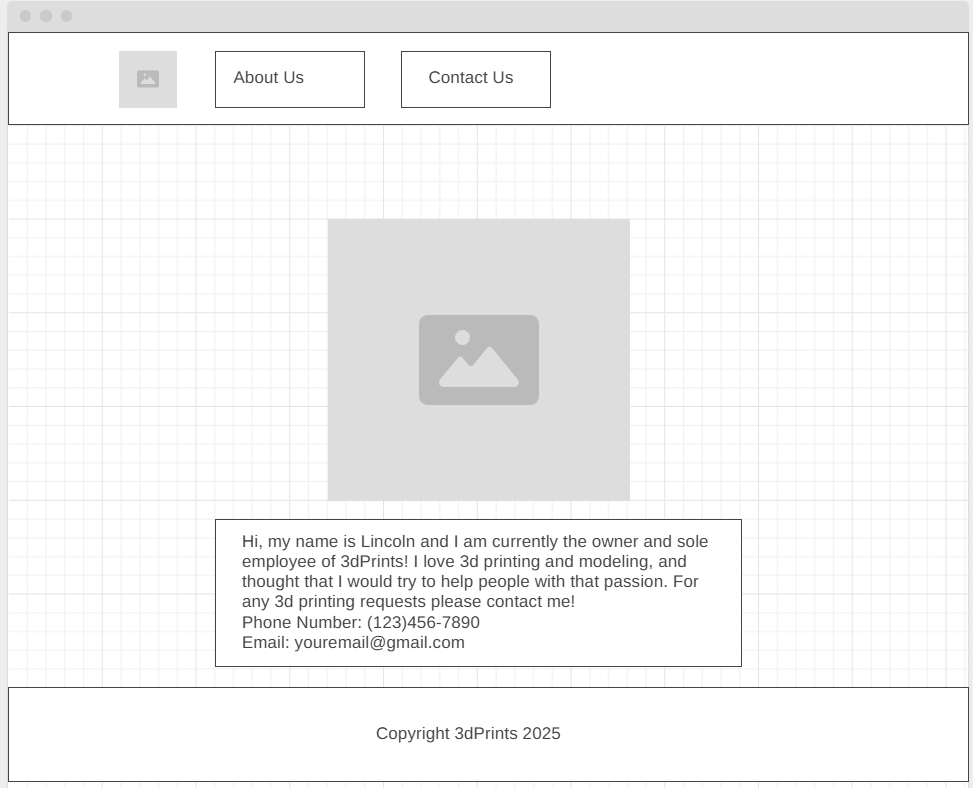 About Us
Contact Us
Hi, my name is Lincoln and I am currently the owner and sole
employee of 3dPrints! I love 3d printing and modeling, and
thought that I would try to help people with that passion. For
any 3d printing requests please contact me!
Phone Number: (123)456-7890
Email: youremail@gmail.com
Copyright 3dPrints 2025